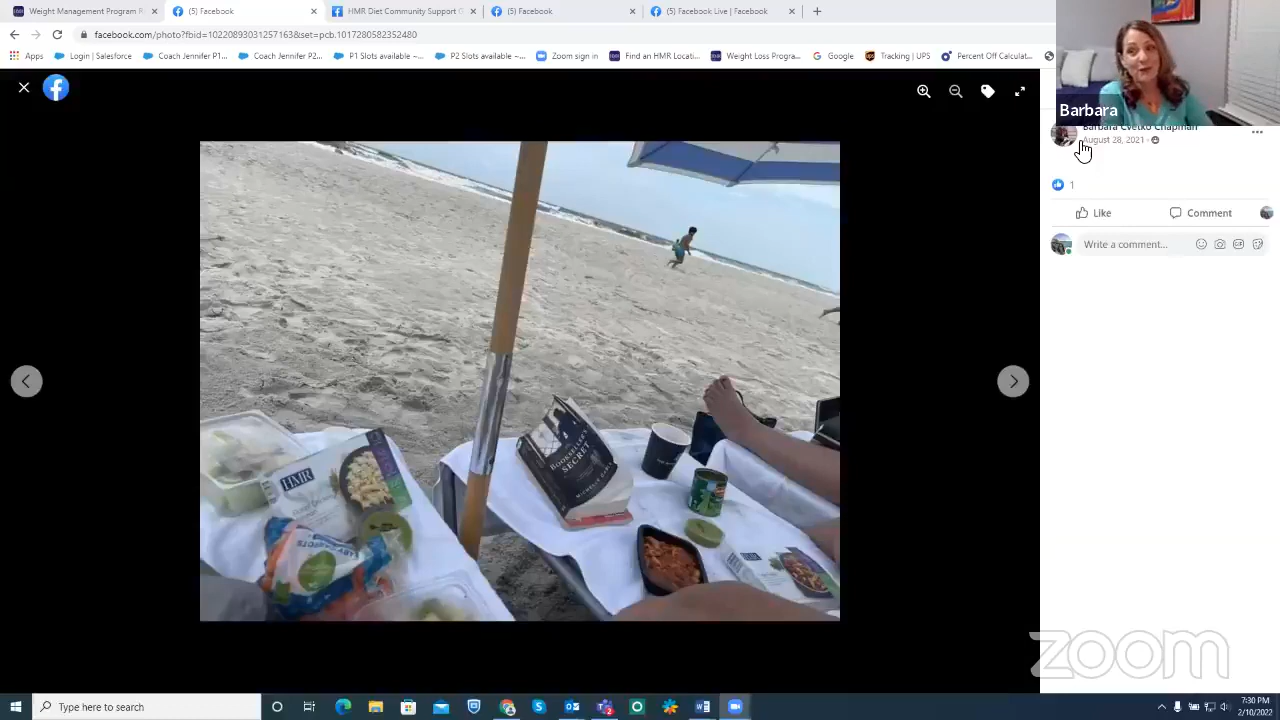 Weight Management Program R
(5) Facebook
HMR Diet Community Support G
(5) Facebook
(5) Facebook Live | Facebook
facebook.com/photo?fbid=10220893031257163&set=pcb.1017280582352480
Apps
Login | Salesforce
Coach Jennifer P1...
P1 Slots available ~...
Coach Jennifer P...
P2 Slots available ~...
Zoom sign in
Find an HMR Locati...
Weight Loss Progra...
Google
Tracking | UPS
Percent Off Calculat...
Barbara
Barbara Cvetko Chapman
August 28, 2021
1
Like
Comment
Write a comment...
HMR
BOOKSELLER'S
SECRET
BABY CARROTS
zoom
Type here to search
7:30 PM
2/10/2022